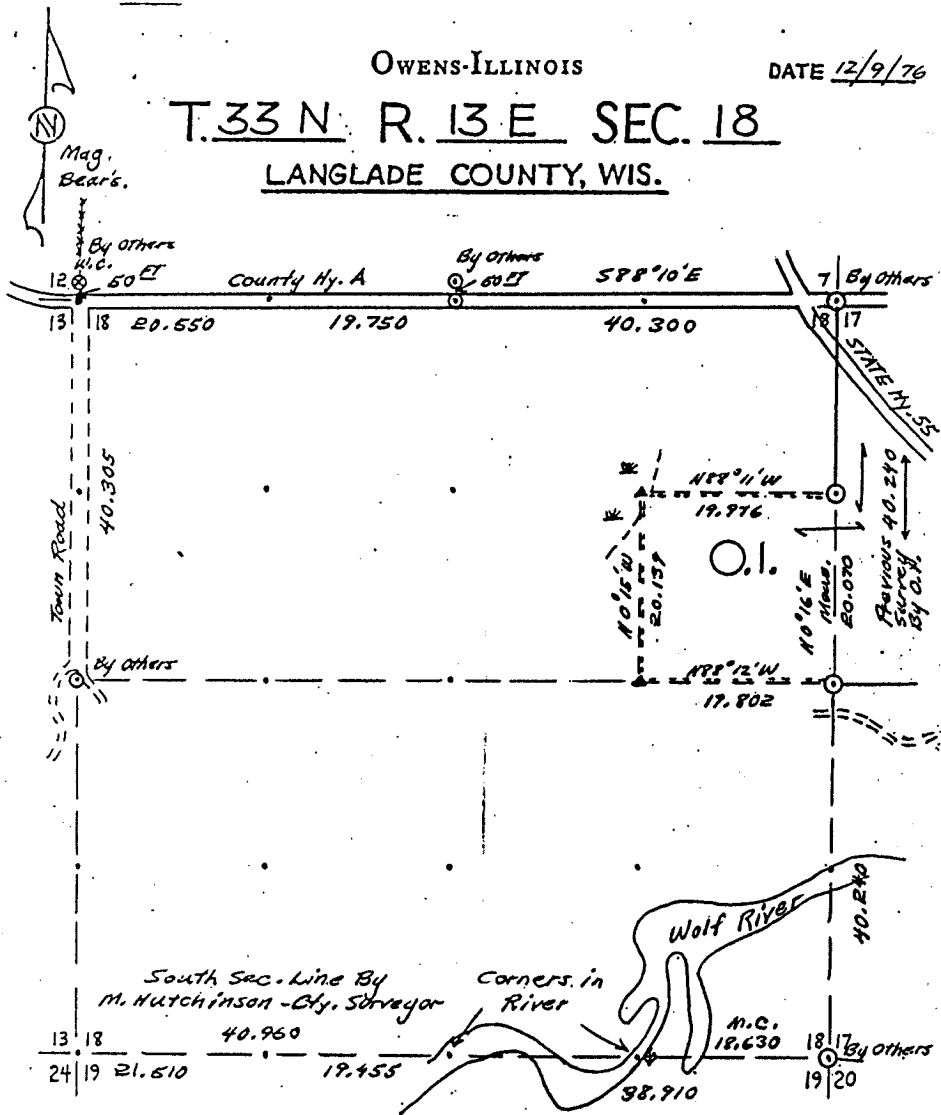 OWENS-ILLINOIS
DATE 12/9/76
T. 33 N R. 13 E SEC. 18
LANGLADE COUNTY, WIS.
N
Mag.
Bear's.
By Others
W.C.
12
50 FT
County Hy. A
By Others
50 FT
S88°10'E
7
By Others
13 18
20.550
19.750
40.300
18 17
STATE HY. 55
40.305
Town Road
N88°11'W
19.976
O.I.
N0°15'W
20.139
N0°16'E
Meas.
20.070
Previous 40.240
Survey
By O.I.
By Others
N88°12'W
19.802
Wolf River
40.240
South Sec. Line By
M. Hutchinson - Cty. Surveyor
Corners in
River
40.960
M.C.
18.630
13 18
18 17
By Others
24 19
21.510
19.455
38.910
19 20